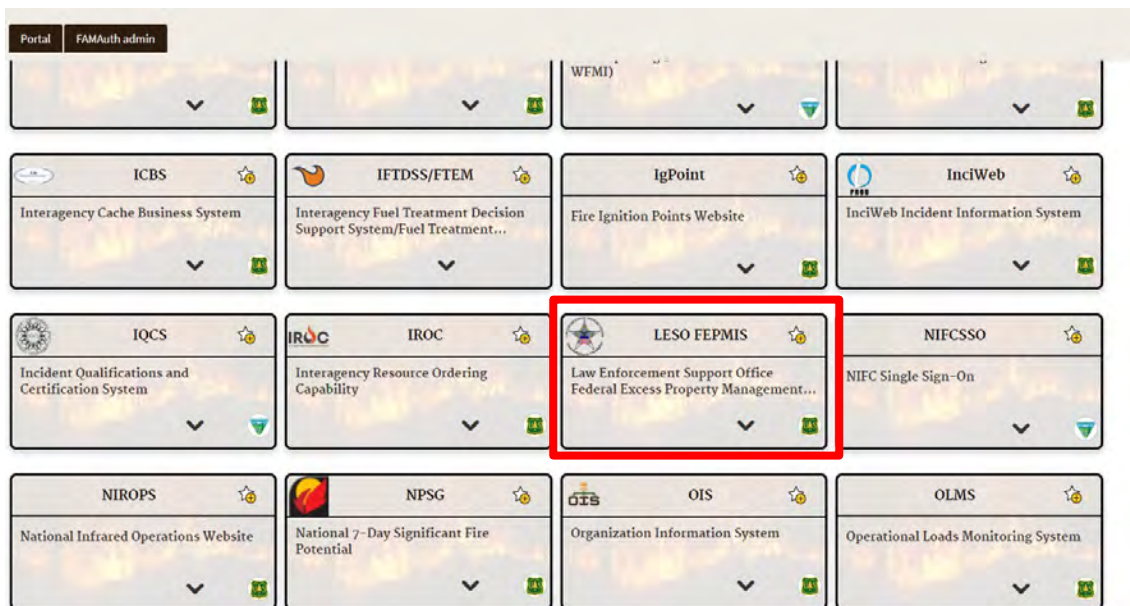 Portal FAMAuth admin
WFMI)
ICBS
Interagency Cache Business System
IFTDSS/FTEM
Interagency Fuel Treatment Decision
Support System/Fuel Treatment...
IgPoint
Fire Ignition Points Website
InciWeb
InciWeb Incident Information System
IQCS
Incident Qualifications and
Certification System
IROC
IROC
Interagency Resource Ordering
Capability
LESO FEPMIS
Law Enforcement Support Office
Federal Excess Property Management...
NIFCSSO
NIFC Single Sign-On
NIROPS
National Infrared Operations Website
NPSG
National 7-Day Significant Fire
Potential
OIS
OIS
Organization Information System
OLMS
Operational Loads Monitoring System